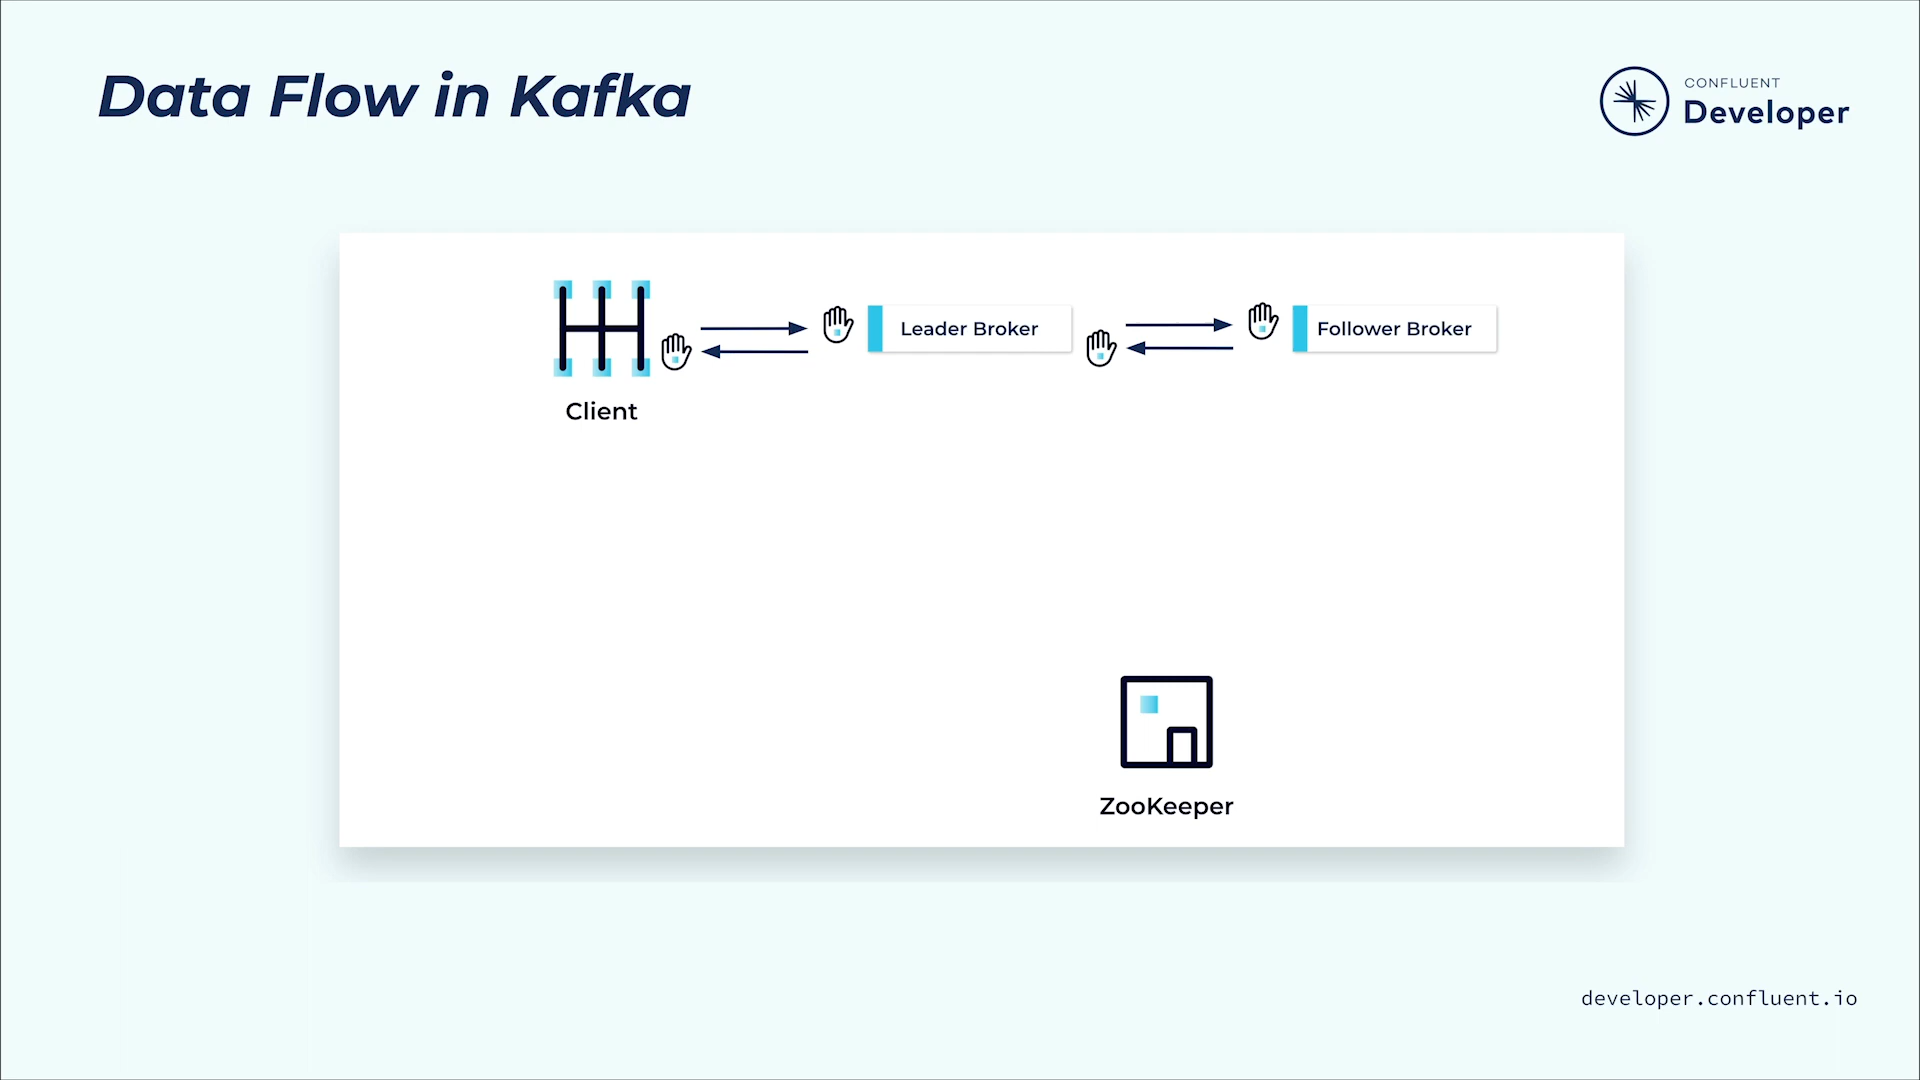 Data Flow in Kafka
CONFLUENT
Developer
Leader Broker
Follower Broker
Client
ZooKeeper
developer.confluent.io